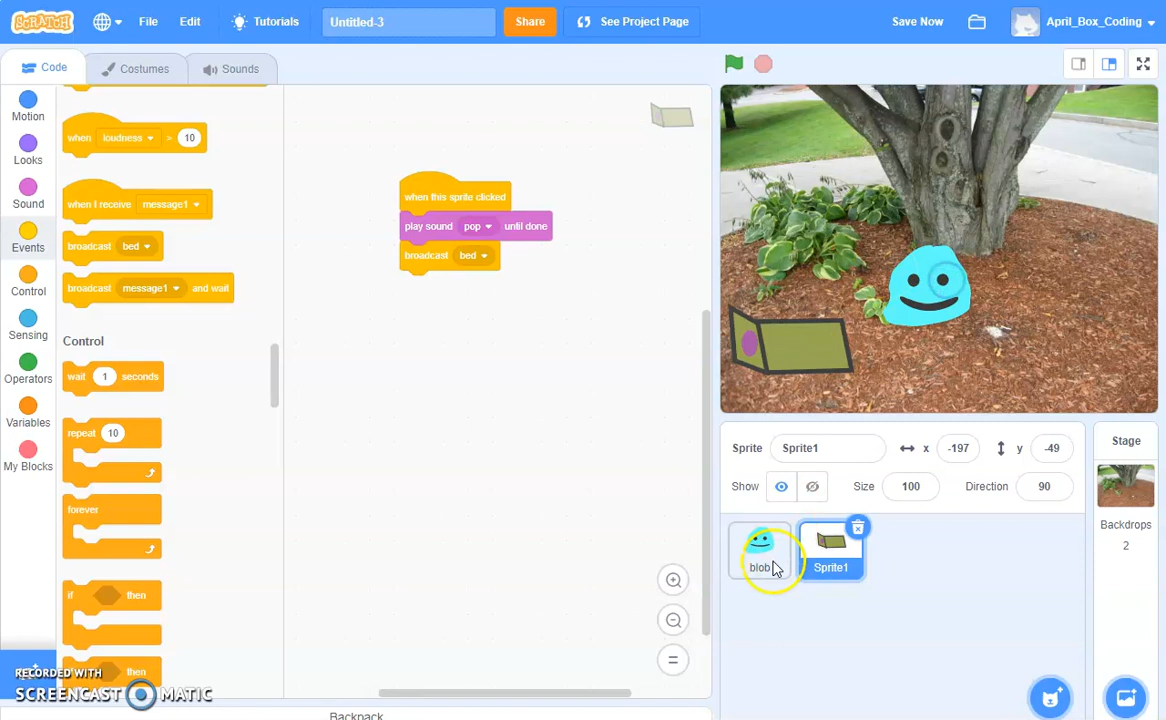 SCRATCH File Edit Tutorials Untitled-3 Share See Project Page Save Now April_Box_Coding
Code Costumes Sounds
Motion
Looks
Sound
Events
Control
Sensing
Operators
Variables
My Blocks
when loudness > 10
when I receive message1
broadcast bed
broadcast message1 and wait
Control
wait 1 seconds
repeat 10
forever
if then
then
when this sprite clicked
play sound pop until done
broadcast bed
Sprite Sprite1 x -197 y -49
Show Size 100 Direction 90
blob Sprite1
Stage
Backdrops
2
RECORDED WITH
SCREENCAST MATIC
Backpack